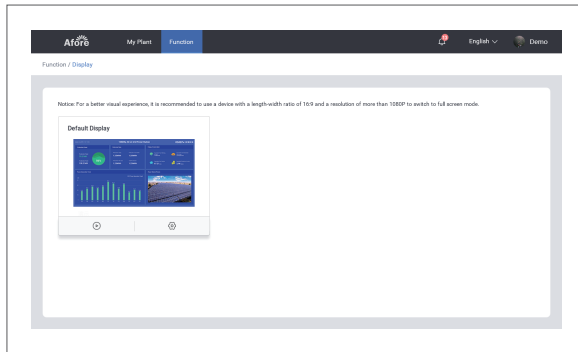 Afore
My Plant
Function
English
Demo
Function / Display
Notice: For a better visual experience, it is recommended to use a device with a length-width ratio of 16:9 and a resolution of more than 1080P to switch to full screen mode.
Default Display